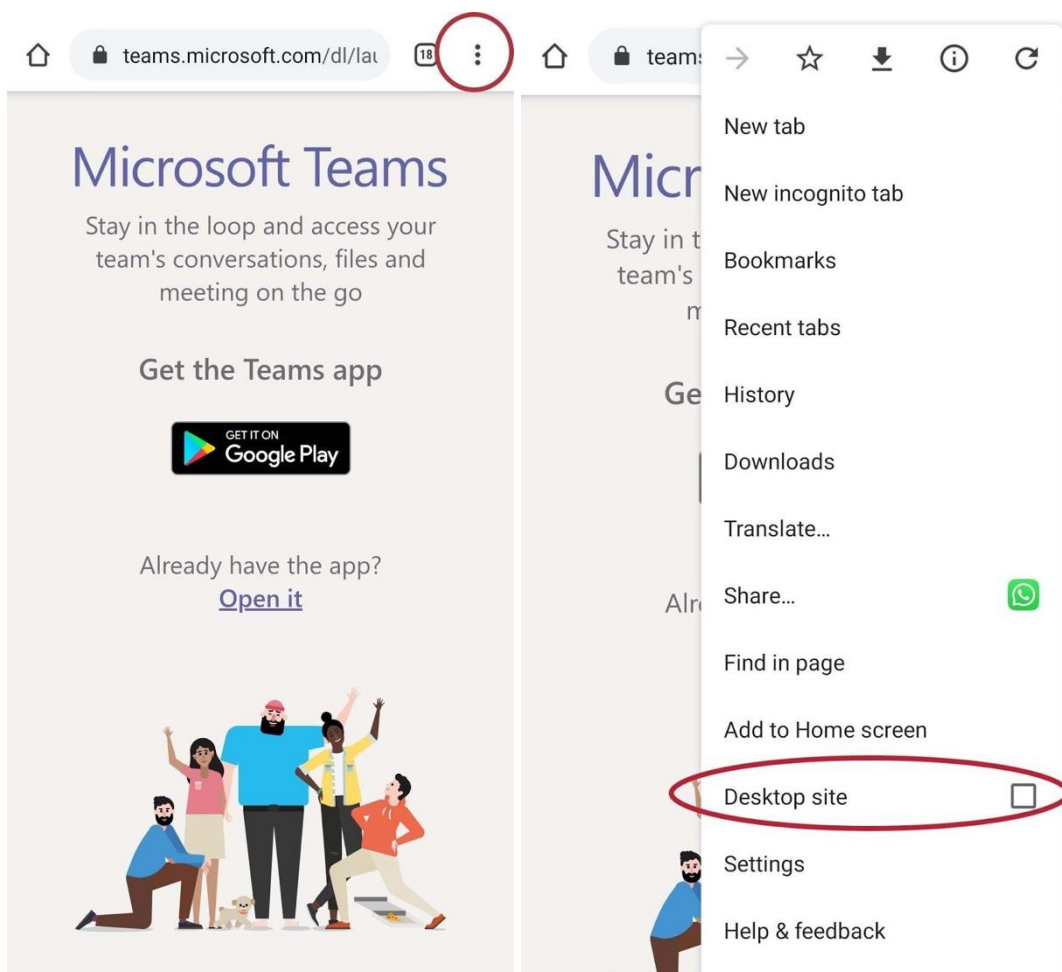 teams.microsoft.com/dl/lau
18
Microsoft Teams
Stay in the loop and access your
team's conversations, files and
meeting on the go
Get the Teams app
GET IT ON
Google Play
Already have the app?
Open it
teams
Micr
Stay in t
team's
m
Ge
Alr
New tab
New incognito tab
Bookmarks
Recent tabs
History
Downloads
Translate…
Share…
Find in page
Add to Home screen
Desktop site
Settings
Help & feedback